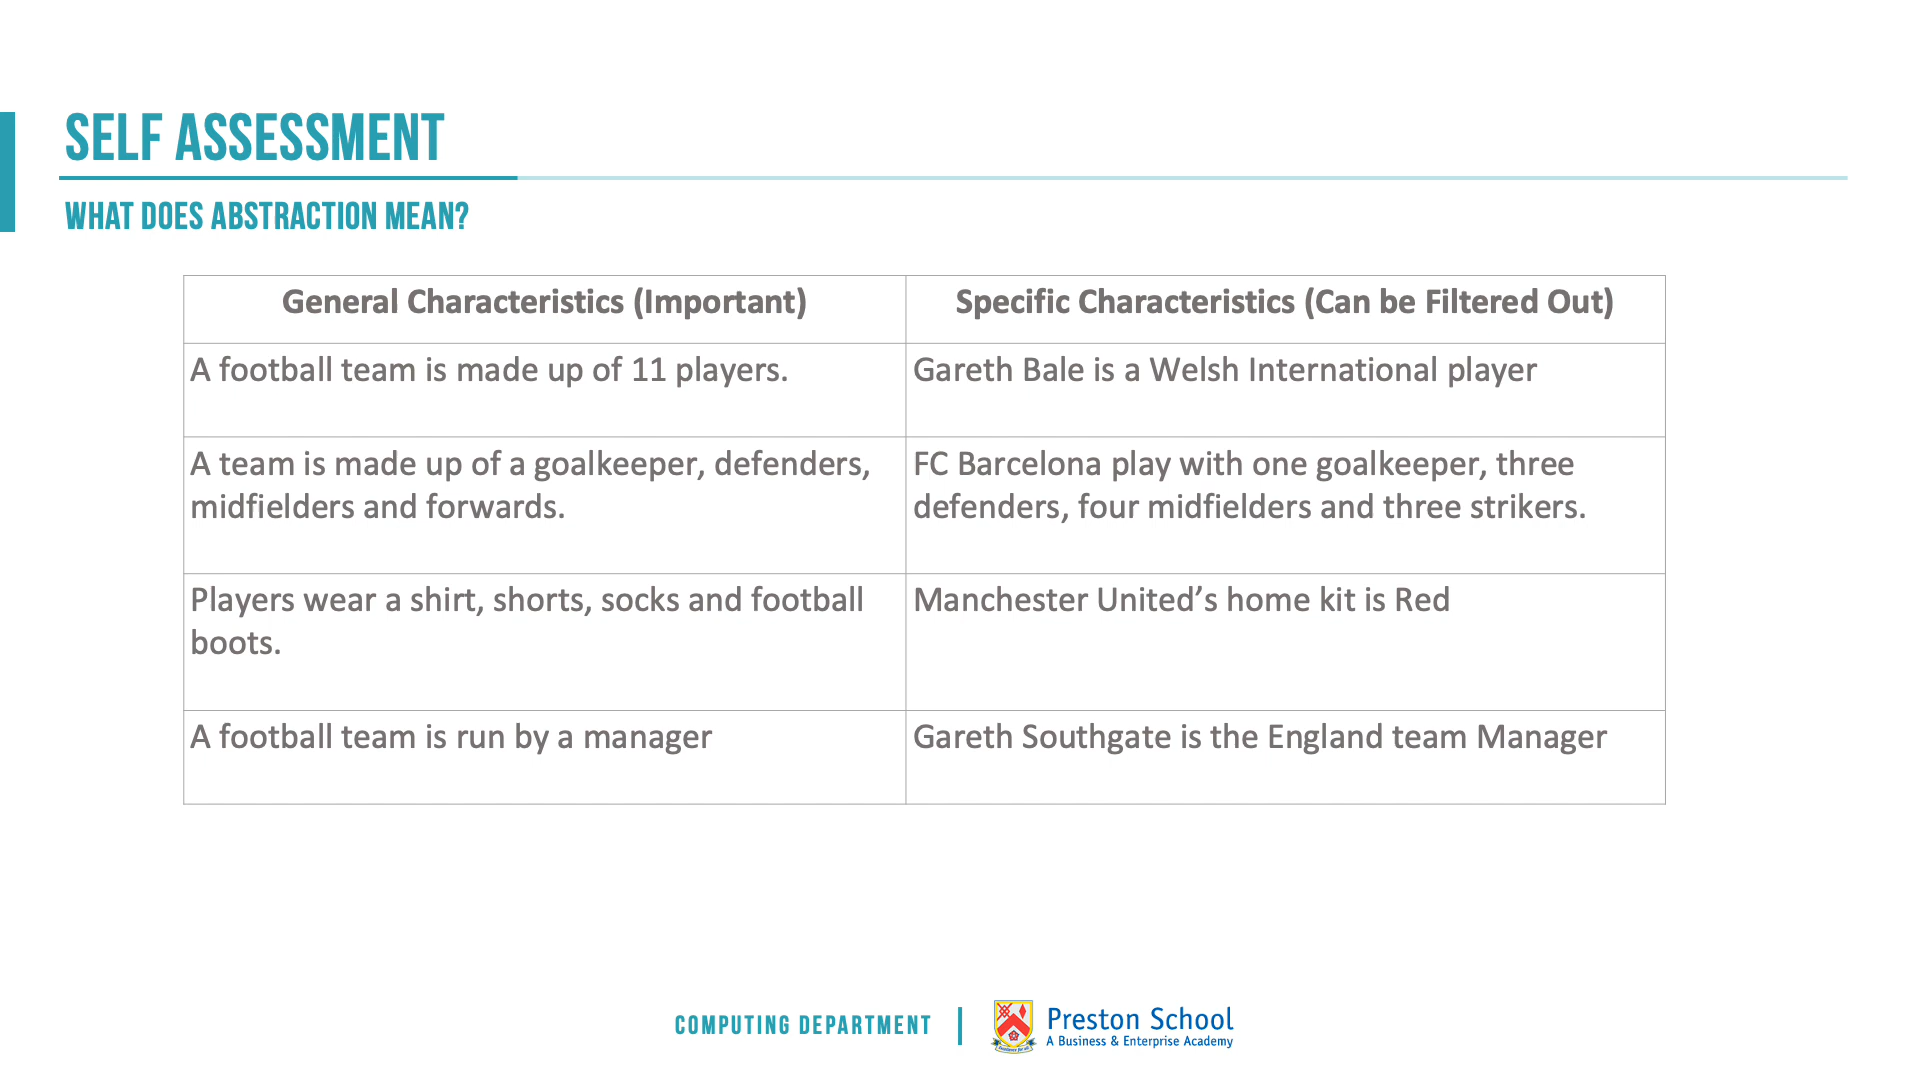 SELF ASSESSMENT
WHAT DOES ABSTRACTION MEAN?
General Characteristics (Important)
Specific Characteristics (Can be Filtered Out)
A football team is made up of 11 players.
Gareth Bale is a Welsh International player
A team is made up of a goalkeeper, defenders,
midfielders and forwards.
FC Barcelona play with one goalkeeper, three
defenders, four midfielders and three strikers.
Players wear a shirt, shorts, socks and football
boots.
Manchester United’s home kit is Red
A football team is run by a manager
Gareth Southgate is the England team Manager
COMPUTING DEPARTMENT
Preston School
A Business & Enterprise Academy